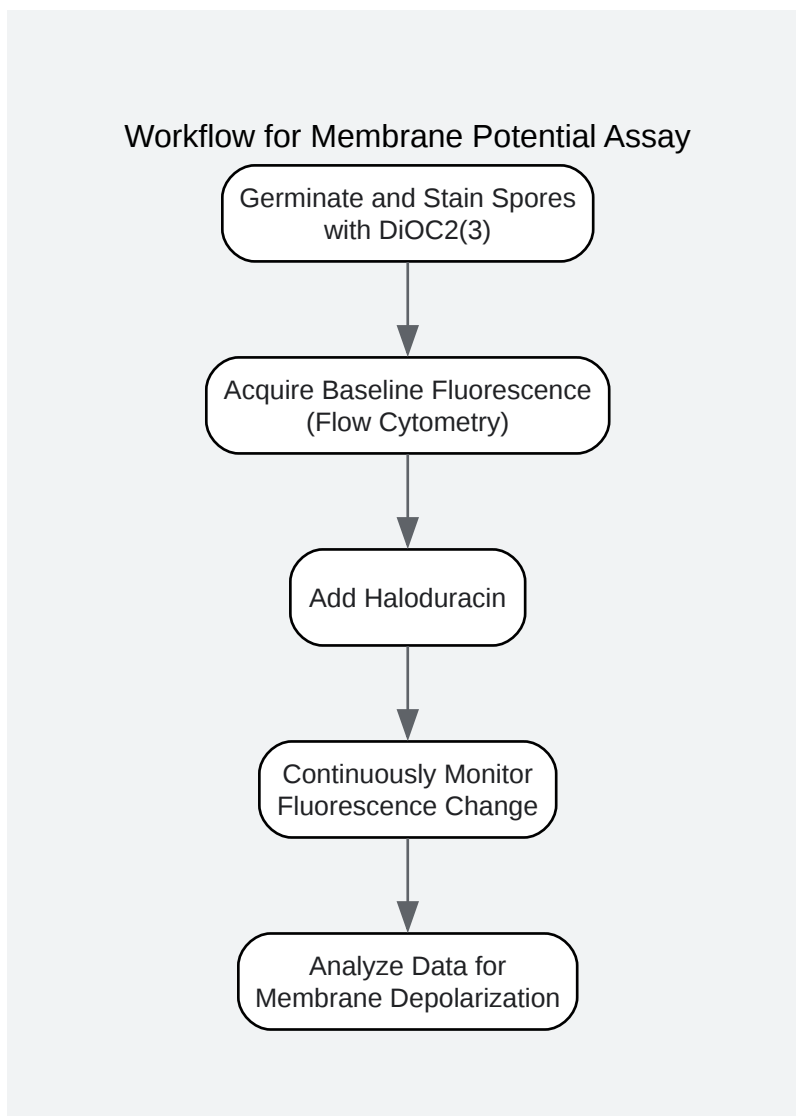 Workflow for Membrane Potential Assay
Germinate and Stain Spores
with DiOC2(3)
Acquire Baseline Fluorescence
(Flow Cytometry)
Add Haloduracin
Continuously Monitor
Fluorescence Change
Analyze Data for
Membrane Depolarization